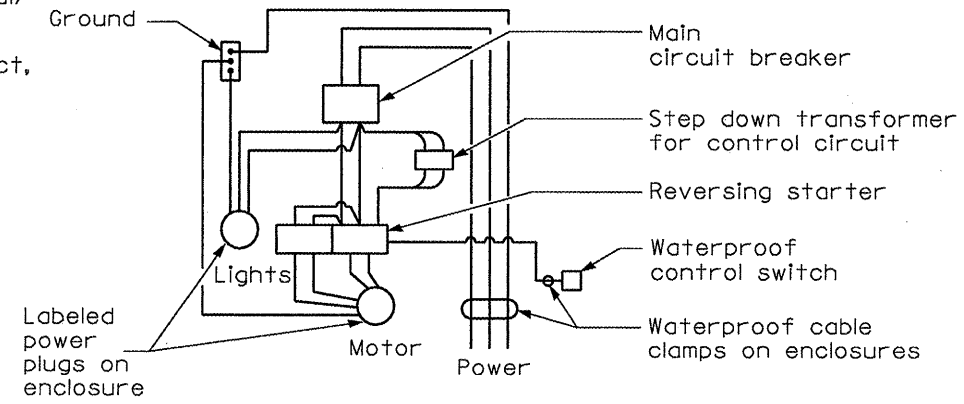 Ground
ct,
Main
circuit breaker
Step down transformer
for control circuit
Reversing starter
Waterproof
control switch
Lights
Labeled
power
plugs on
enclosure
Motor
Power
Waterproof cable
clamps on enclosures